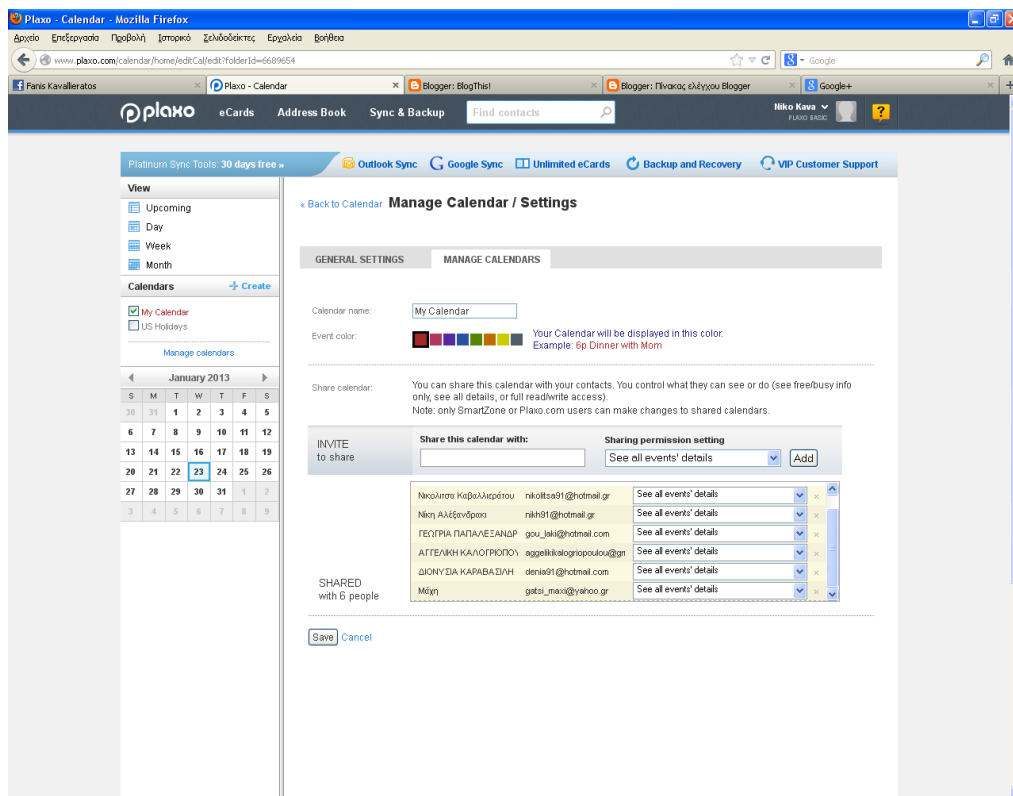 Plaxo - Calendar - Mozilla Firefox
Αρχείο Επεξεργασία Προβολή Ιστορικό Σελιδοδείκτες Εργαλεία Βοήθεια
www.plaxo.com/calendar/home/editCal/edit?folderId=6689654
Google
Fanis Kavallieratos
Plaxo - Calendar
Blogger: BlogThis!
Blogger: Πίνακας ελέγχου Blogger
Google+
plaxo eCards Address Book Sync & Backup Find contacts
Niko Kava
PLAXO BASIC
?
Platinum Sync Tools: 30 days free »
Outlook Sync Google Sync Unlimited eCards Backup and Recovery VIP Customer Support
View
Upcoming
Day
Week
Month
Calendars
Create
My Calendar
US Holidays
Manage calendars
January 2013
S M T W T F S
30 31 1 2 3 4 5
6 7 8 9 10 11 12
13 14 15 16 17 18 19
20 21 22 23 24 25 26
27 28 29 30 31 1 2
3 4 5 6 7 8 9
« Back to Calendar Manage Calendar / Settings
GENERAL SETTINGS MANAGE CALENDARS
Calendar name: My Calendar
Event color:
Your Calendar will be displayed in this color.
Example: 6p Dinner with Mom
Share calendar:
You can share this calendar with your contacts. You control what they can see or do (see free/busy info
only, see all details, or full read/write access).
Note: only SmartZone or Plaxo.com users can make changes to shared calendars.
INVITE
to share
Share this calendar with:
Sharing permission setting
See all events' details Add
Νικολιτσα Καβαλλιεράτου nikolitsa91@hotmail.gr See all events' details
Νίκη Αλέξανδρακι nikh91@hotmail.gr See all events' details
ΓΕΩΓΡΙΑ ΠΑΠΑΛΕΞΑΝΔΡ gou_laki@hotmail.com See all events' details
ΑΓΓΕΛΙΚΗ ΚΑΛΟΓΡΙΟΠΟΥ aggelikikalogriopoulou@gm See all events' details
ΔΙΟΝΥΣΙΑ ΚΑΡΑΒΑΣΙΛΗ denia91@hotmail.com See all events' details
Μάχη gatsi_maxi@yahoo.gr See all events' details
SHARED
with 6 people
Save Cancel